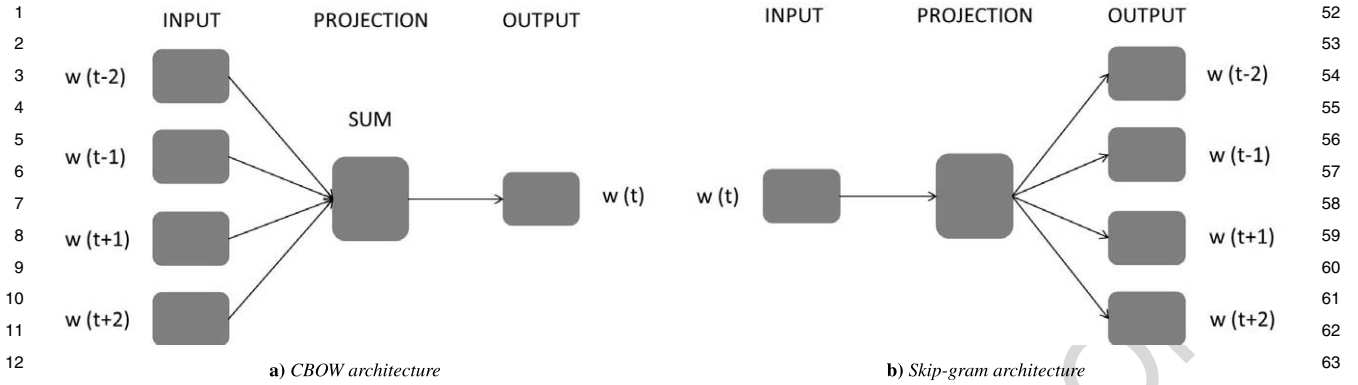 1
2
3
4
5
6
7
8
9
10
11
12
INPUT PROJECTION OUTPUT
w (t-2)
SUM
w (t-1)
w (t)
w (t+1)
w (t+2)
a) CBOW architecture
INPUT PROJECTION OUTPUT
w (t-2)
w (t-1)
w (t)
w (t+1)
w (t+2)
b) Skip-gram architecture
52
53
54
55
56
57
58
59
60
61
62
63